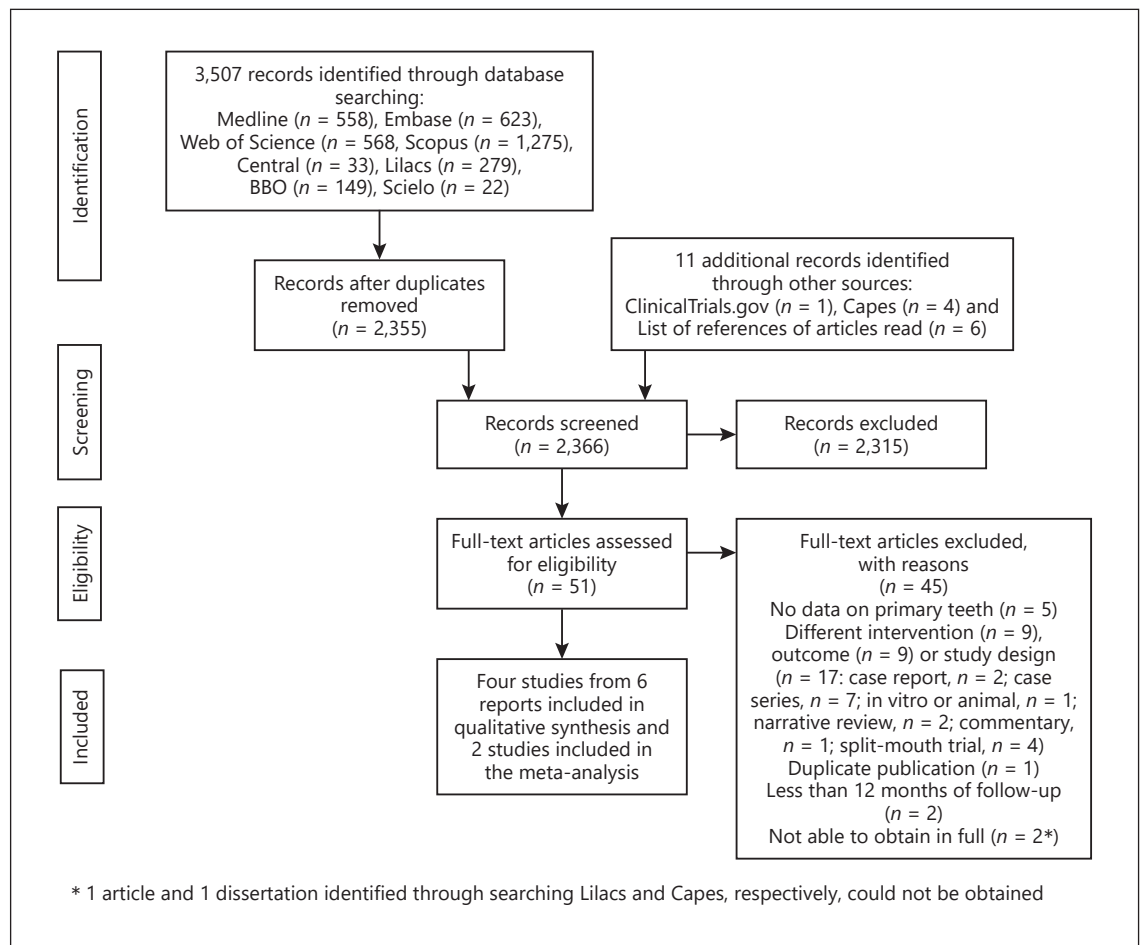 Identification
3,507 records identified through database
searching:
Medline (n = 558), Embase (n = 623),
Web of Science (n = 568, Scopus = 1,275),
Central (n = 33), Lilacs (n = 279),
BBO (n = 149), Scielo (n = 22)
Records after duplicates
removed
(n = 2,355)
11 additional records identified
through other sources:
ClinicalTrials.gov (n = 1), Capes (n = 4) and
List of references of articles read (n = 6)
Screening
Records screened
(n = 2,366)
Records excluded
(n = 2,315)
Eligibility
Full-text articles assessed
for eligibility
(n = 51)
Full-text articles excluded,
with reasons
(n = 45)
No data on primary teeth (n = 5)
Different intervention (n = 9),
outcome (n = 9) or study design
(n = 17: case report, n = 2; case
series, n = 7; in vitro or animal, n = 1;
narrative review, n = 2; commentary,
n = 1; split-mouth trial, n = 4)
Duplicate publication (n = 1)
Less than 12 months of follow-up
(n = 2)
Not able to obtain in full (n = 2*)
Included
Four studies from 6
reports included in
qualitative synthesis and
2 studies included in
the meta-analysis
* 1 article and 1 dissertation identified through searching Lilacs and Capes, respectively, could not be obtained